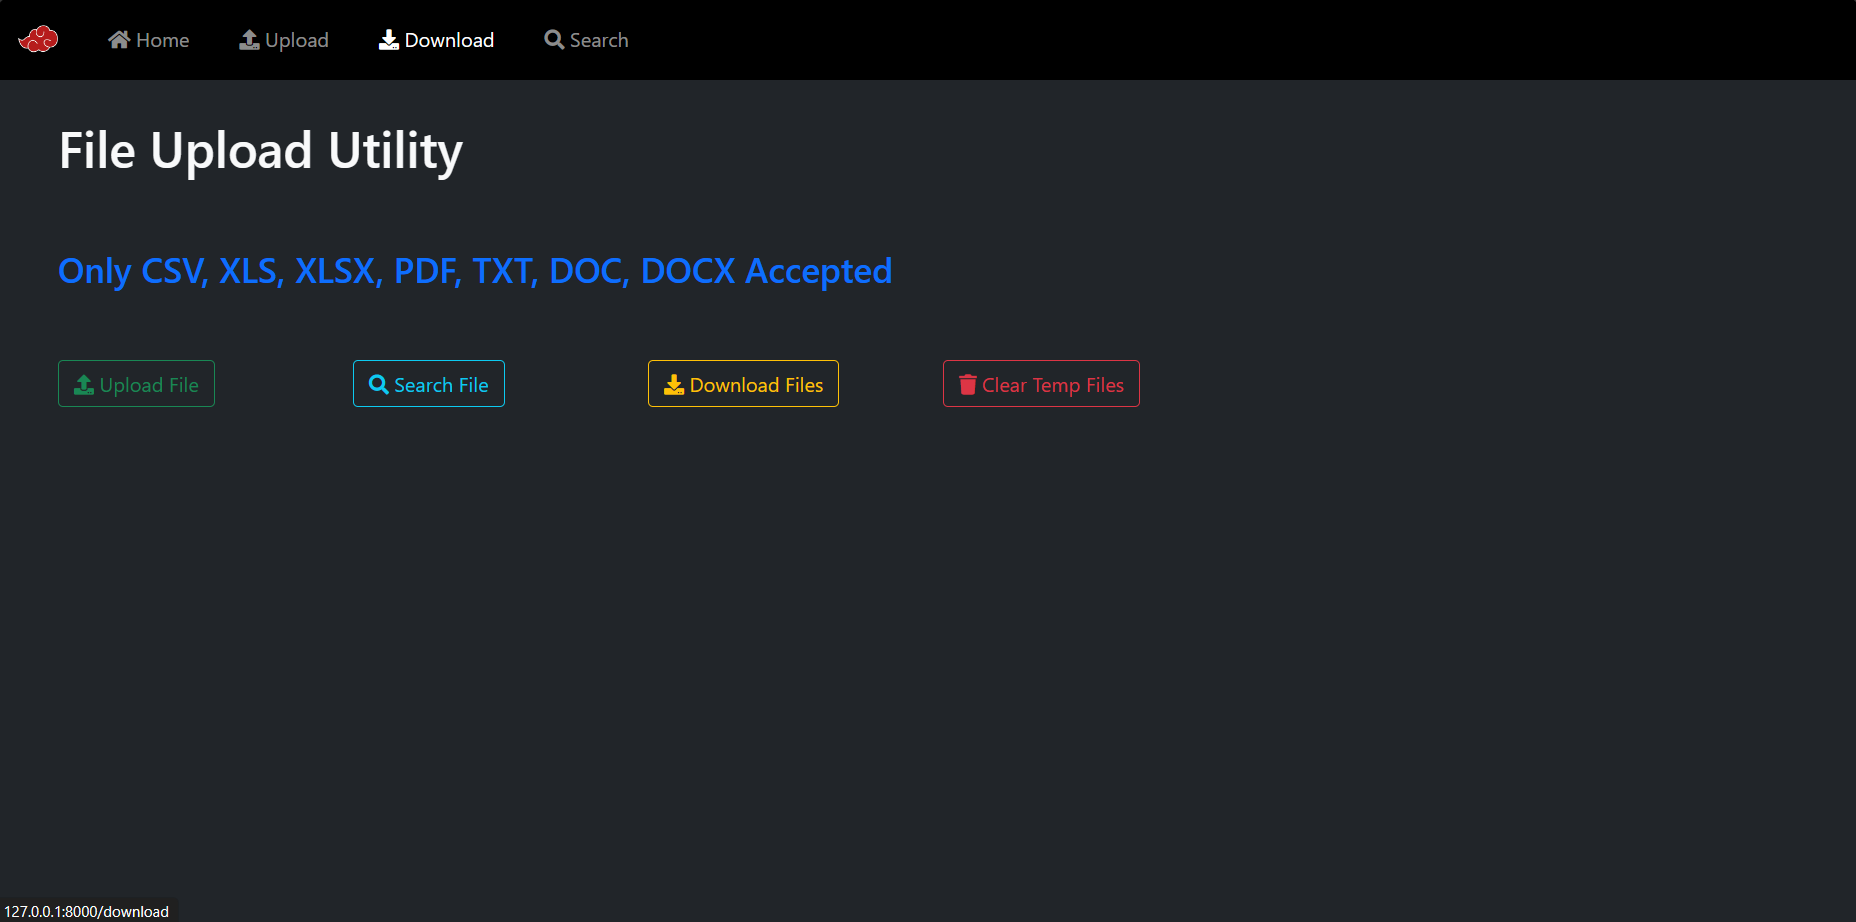 Home Upload Download Search
File Upload Utility
Only CSV, XLS, XLSX, PDF, TXT, DOC, DOCX Accepted
Upload File Search File Download Files Clear Temp Files
127.0.0.1:8000/download